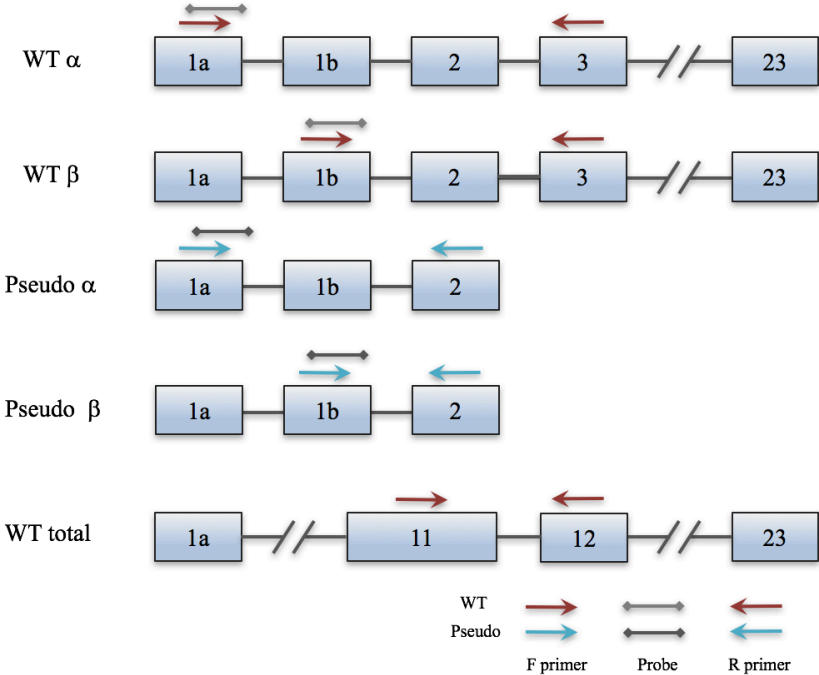 WT α 1a 1b 2 3 23
WT β 1a 1b 2 3 23
Pseudo α 1a 1b 2
Pseudo β 1a 1b 2
WT total 1a 11 12 23
WT
Pseudo
F primer Probe R primer